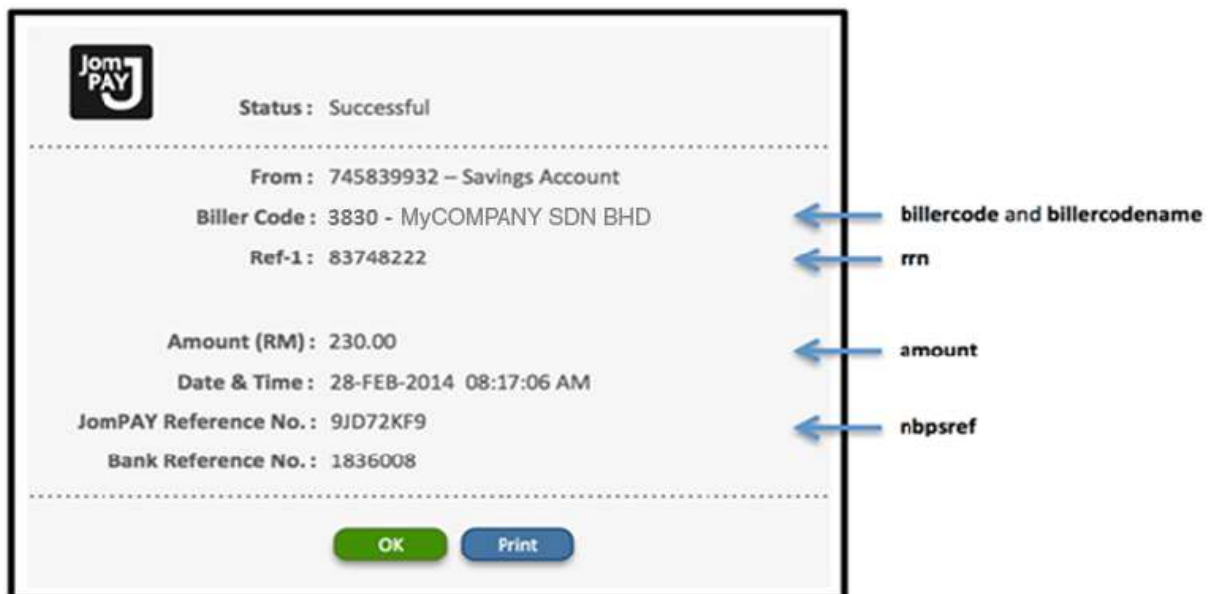 Jom
PAY
Status : Successful
From : 745839932 – Savings Account
Biller Code : 3830 - MyCOMPANY SDN BHD
billercode and billercodename
Ref-1 : 83748222
rrn
Amount (RM) : 230.00
amount
Date & Time : 28-FEB-2014 08:17:06 AM
JomPAY Reference No. : 9JD72KF9
nbpsref
Bank Reference No. : 1836008
OK
Print